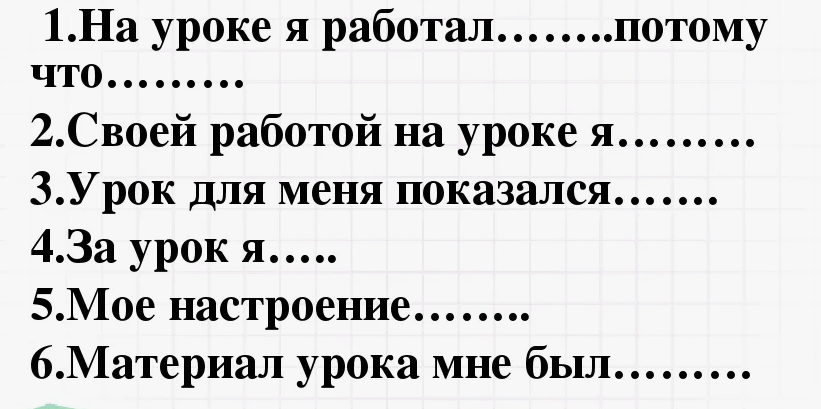 1.На уроке я работал……..потому
что………
2.Своей работой на уроке я………
3.Урок для меня показался…….
4.За урок я…..
5.Мое настроение……..
6.Материал урока мне был………